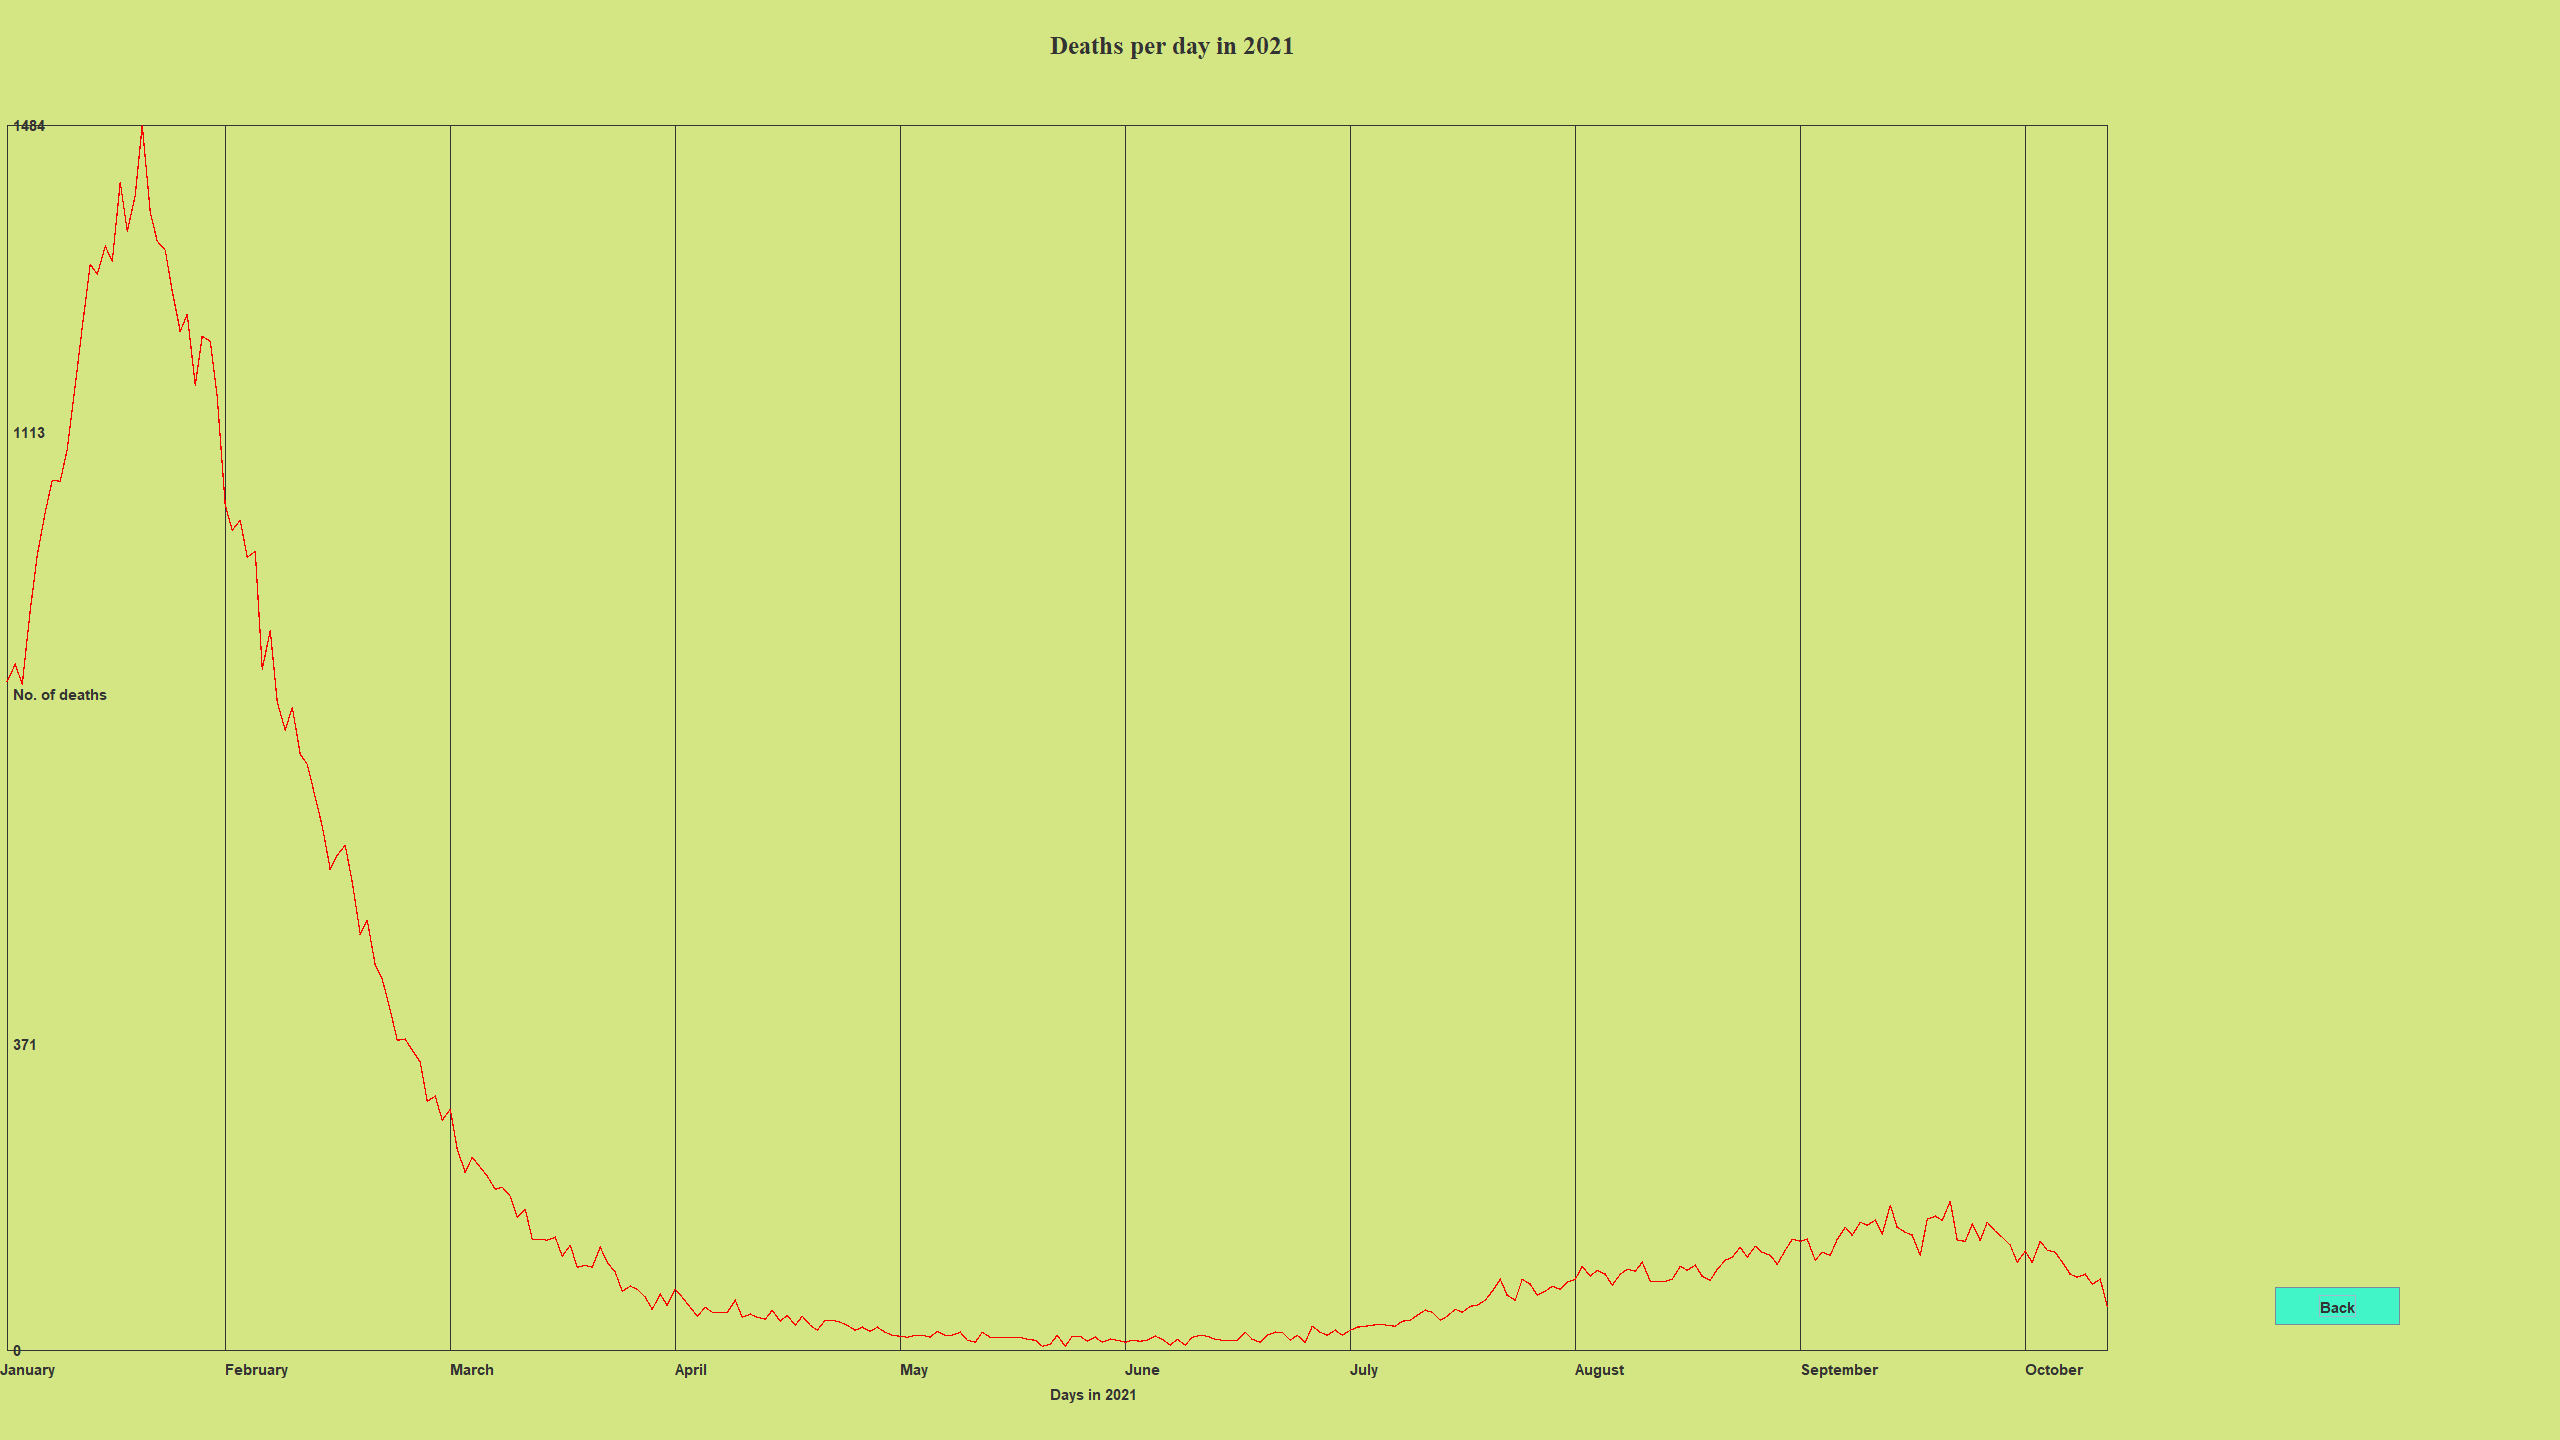 Deaths per day in 2021
1484
1113
No. of deaths
371
0
January February March April May June July August September October
Days in 2021
Back